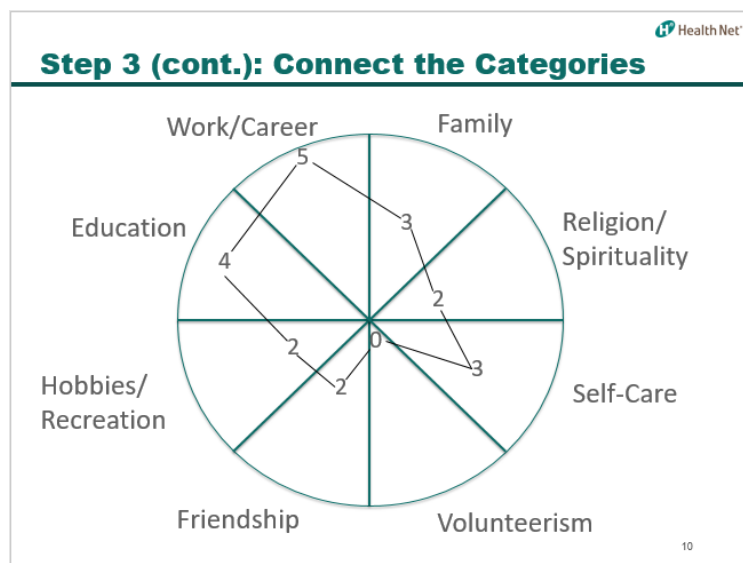 Health Net
Step 3 (cont.): Connect the Categories
Work/Career
Family
5
3
Education
Religion/
Spirituality
4
2
2
0
3
2
Hobbies/
Recreation
Self-Care
Friendship
Volunteerism
10